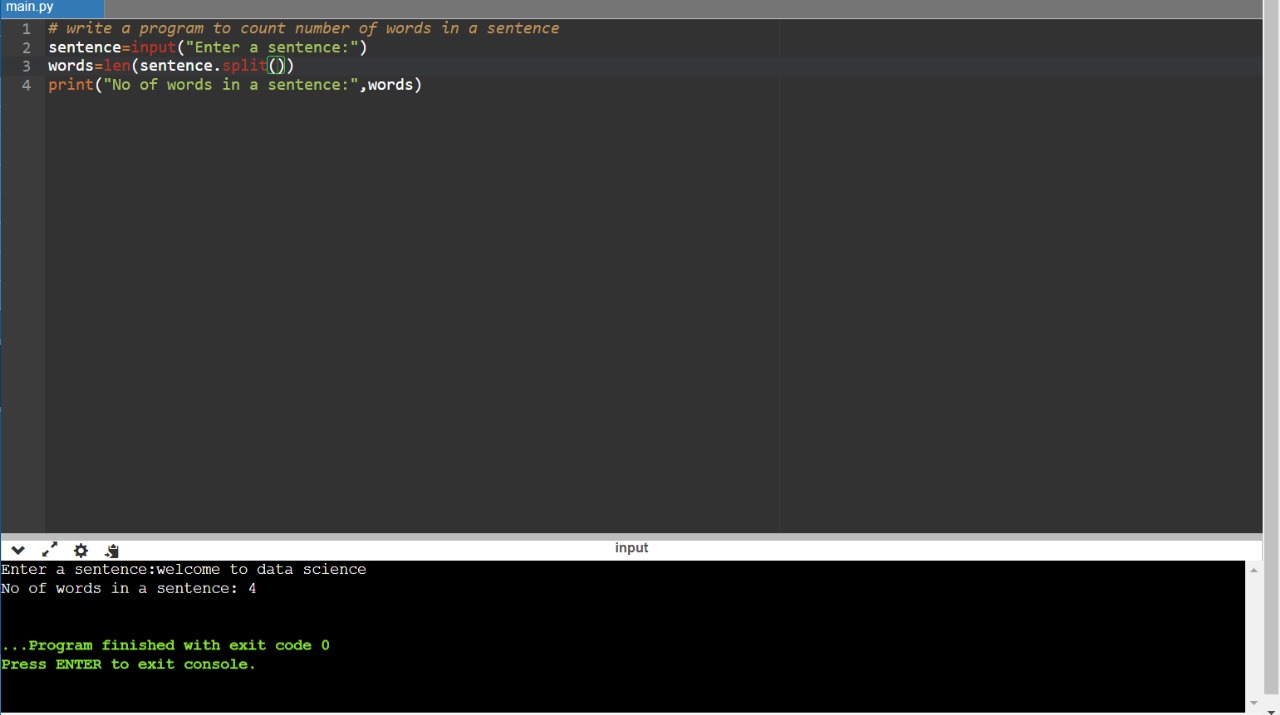 main.py
1 # write a program to count number of words in a sentence
2 sentence=input("Enter a sentence:")
3 words=len(sentence.split())
4 print("No of words in a sentence:",words)
input
Enter a sentence:welcome to data science
No of words in a sentence: 4
...Program finished with exit code 0
Press ENTER to exit console.